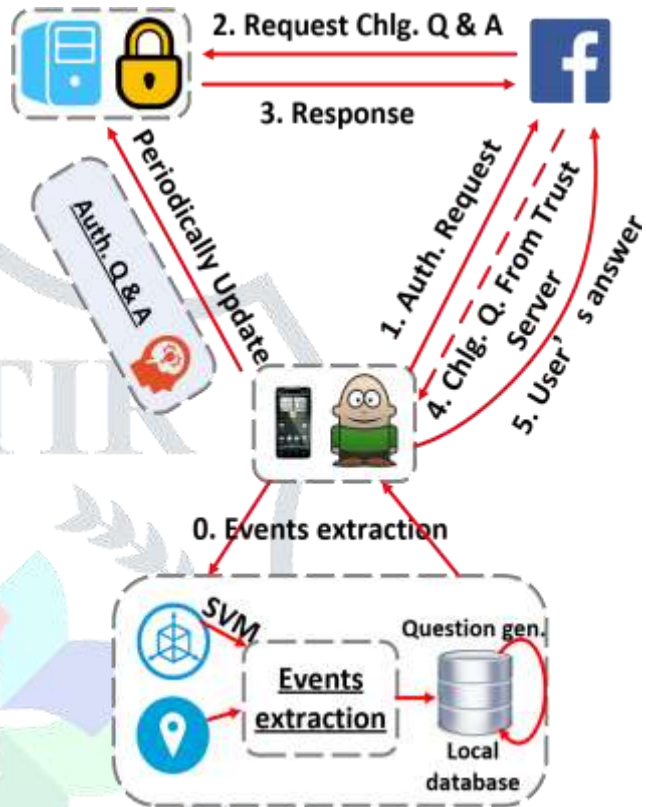 2. Request Chlg. Q & A
f
3. Response
Periodically Update
Auth. Q & A
1. Auth. Request
4. Chlg. Q. From Trust
Server
5. User’s answer
0. Events extraction
SVM
Question gen.
Events
extraction
Local
database
TIR